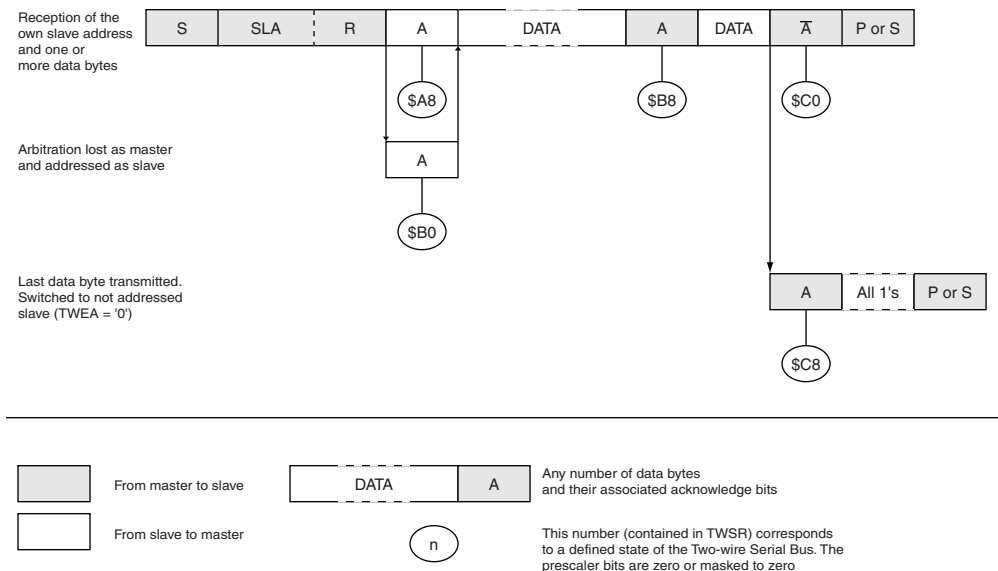 Reception of the
own slave address
and one or
more data bytes
S SLA R A DATA A DATA A P or S
$A8 $B8 $C0
Arbitration lost as master
and addressed as slave
A
$B0
Last data byte transmitted.
Switched to not addressed
slave (TWEA = '0')
A All 1's P or S
$C8
From master to slave
DATA A
Any number of data bytes
and their associated acknowledge bits
From slave to master
n
This number (contained in TWSR) corresponds
to a defined state of the Two-wire Serial Bus. The
prescaler bits are zero or masked to zero